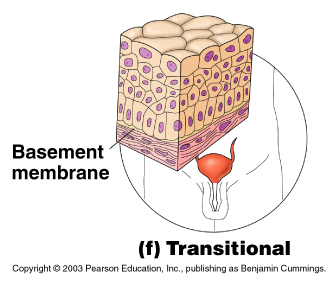 Basement
membrane
(f) Transitional
Copyright © 2003 Pearson Education, Inc., publishing as Benjamin Cummings.